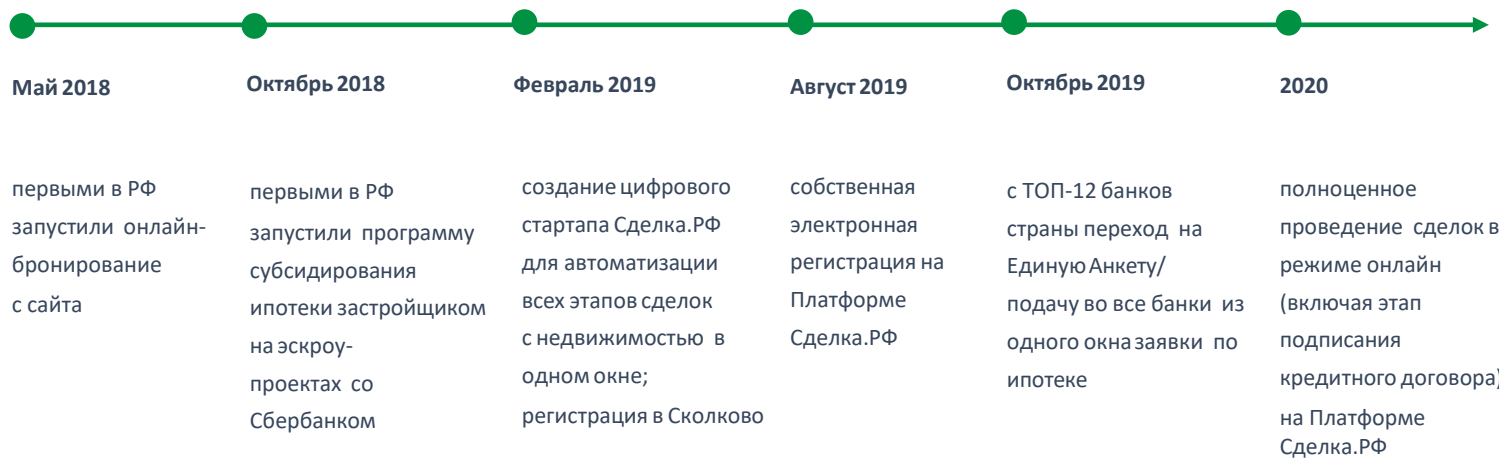 Май 2018
первыми в РФ
запустили онлайн-
бронирование
с сайта
Октябрь 2018
первыми в РФ
запустили программу
субсидирования
ипотеки застройщиком
на эскроу-
проектах со
Сбербанком
Февраль 2019
создание цифрового
стартапа Сделка.РФ
для автоматизации
всех этапов сделок
с недвижимостью в
одном окне;
регистрация в Сколково
Август 2019
собственная
электронная
регистрация на
Платформе
Сделка.РФ
Октябрь 2019
с ТОП-12 банков
страны переход на
Единую Анкету/
подачу во все банки из
одного окна заявки по
ипотеке
2020
полноценное
проведение сделок в
режиме онлайн
(включая этап
подписания
кредитного договора)
на Платформе
Сделка.РФ